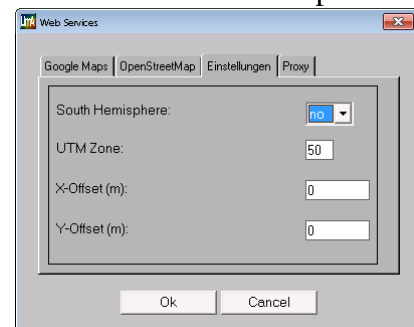 Web Services
Google Maps OpenStreetMap Einstellungen Proxy
South Hemisphere: no
UTM Zone: 50
X-Offset (m): 0
Y-Offset (m): 0
Ok Cancel